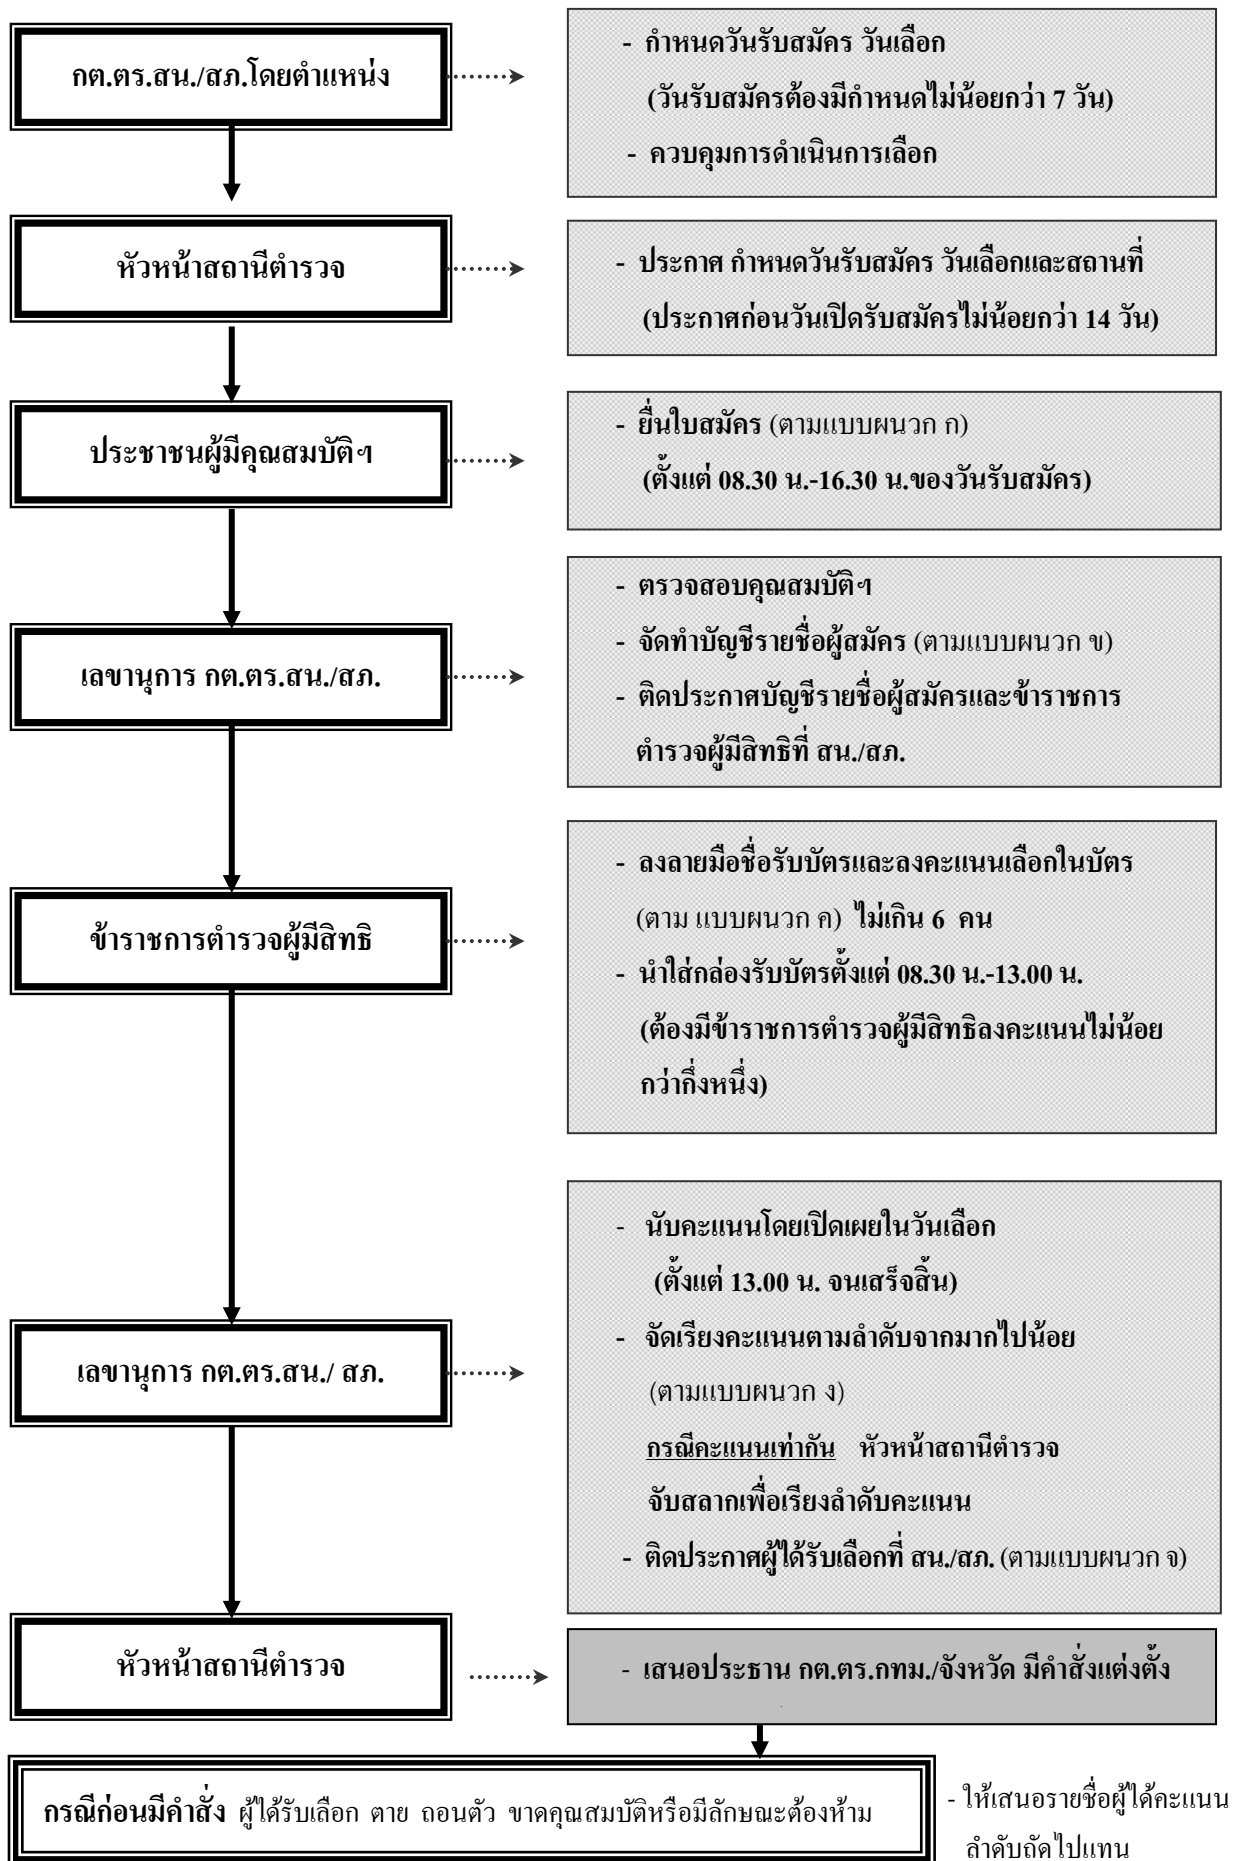 กต.ตร.สน./สภ.โดยตำแหน่ง
- กำหนดวันรับสมัคร วันเลือก
(วันรับสมัครต้องมีกำหนดไม่น้อยกว่า 7 วัน)
- ควบคุมการดำเนินการเลือก
หัวหน้าสถานีตำรวจ
- ประกาศ กำหนดวันรับสมัคร วันเลือกและสถานที่
(ประกาศก่อนวันเปิดรับสมัครไม่น้อยกว่า 14 วัน)
ประชาชนผู้มีคุณสมบัติฯ
- ยื่นใบสมัคร (ตามแบบผนวก ก)
(ตั้งแต่ 08.30 น.-16.30 น.ของวันรับสมัคร)
เลขานุการ กต.ตร.สน./สภ.
- ตรวจสอบคุณสมบัติฯ
- จัดทำบัญชีรายชื่อผู้สมัคร (ตามแบบผนวก ข)
- ติดประกาศบัญชีรายชื่อผู้สมัครและข้าราชการ
ตำรวจผู้มีสิทธิที่ สน./สภ.
ข้าราชการตำรวจผู้มีสิทธิ
- ลงลายมือชื่อรับบัตรและลงคะแนนเลือกในบัตร
(ตาม แบบผนวก ค) ไม่เกิน 6 คน
- นำใส่กล่องรับบัตรตั้งแต่ 08.30 น.-13.00 น.
(ต้องมีข้าราชการตำรวจผู้มีสิทธิลงคะแนนไม่น้อย
กว่ากึ่งหนึ่ง)
เลขานุการ กต.ตร.สน./ สภ.
- นับคะแนนโดยเปิดเผยในวันเลือก
(ตั้งแต่ 13.00 น. จนเสร็จสิ้น)
- จัดเรียงคะแนนตามลำดับจากมากไปน้อย
(ตามแบบผนวก ง)
กรณีคะแนนเท่ากัน หัวหน้าสถานีตำรวจ
จับสลากเพื่อเรียงลำดับคะแนน
- ติดประกาศผู้ได้รับเลือกที่ สน./สภ. (ตามแบบผนวก จ)
หัวหน้าสถานีตำรวจ
- เสนอประธาน กต.ตร.กทม./จังหวัด มีคำสั่งแต่งตั้ง
กรณีก่อนมีคำสั่ง ผู้ได้รับเลือก ตาย ถอนตัว ขาดคุณสมบัติหรือมีลักษณะต้องห้าม
- ให้เสนอรายชื่อผู้ได้คะแนน
ลำดับถัดไปแทน